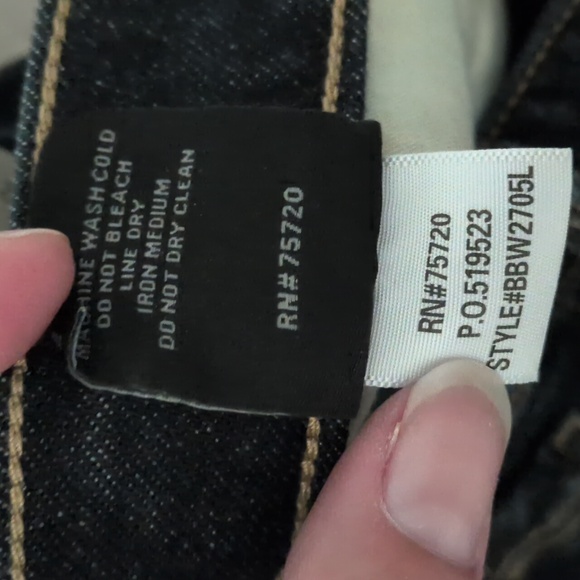 MACHINE WASH COLD
DO NOT BLEACH
LINE DRY
IRON MEDIUM
DO NOT DRY CLEAN
RN# 75720
RN#75720
P.O.519523
STYLE#BBW2705L